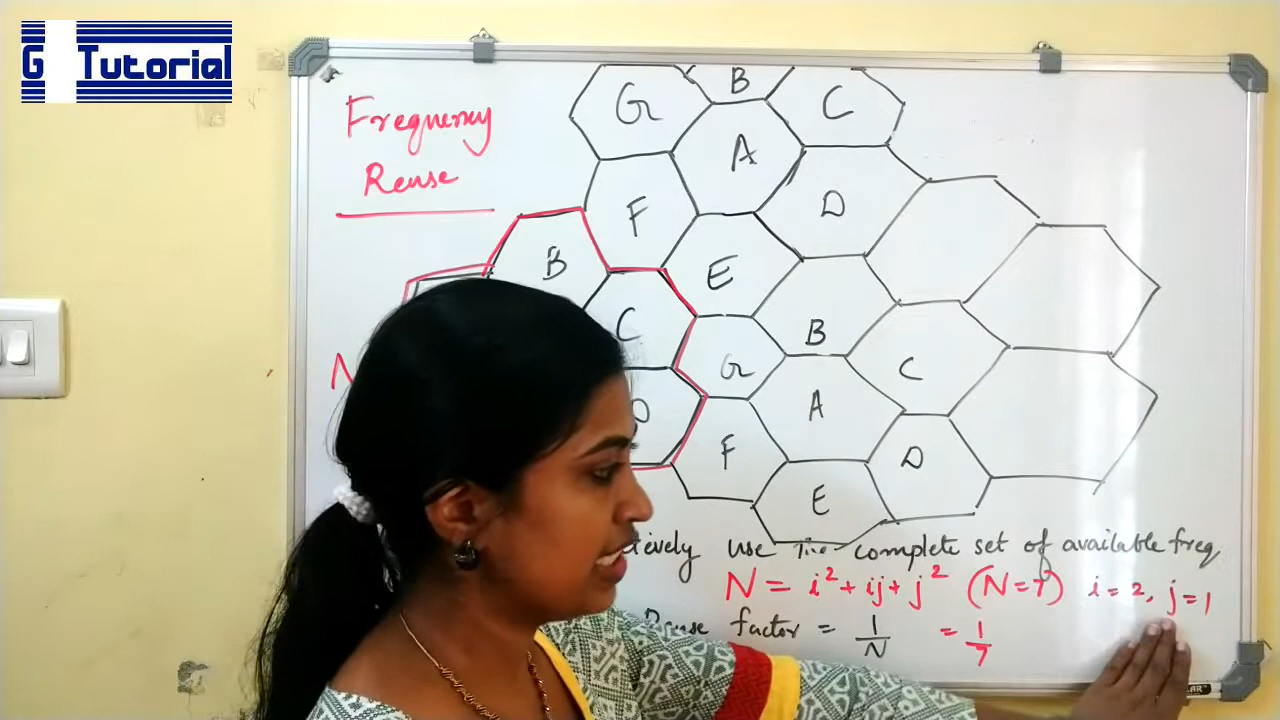 G Tutorial
Frequency
Reuse
G
B
C
A
F
D
B
E
C
B
G
C
D
A
F
D
E
N
use the complete set of available freq
N = i² + ij + j² (N=7) i = 2, j = 1
Reuse factor = 1/N = 1/7